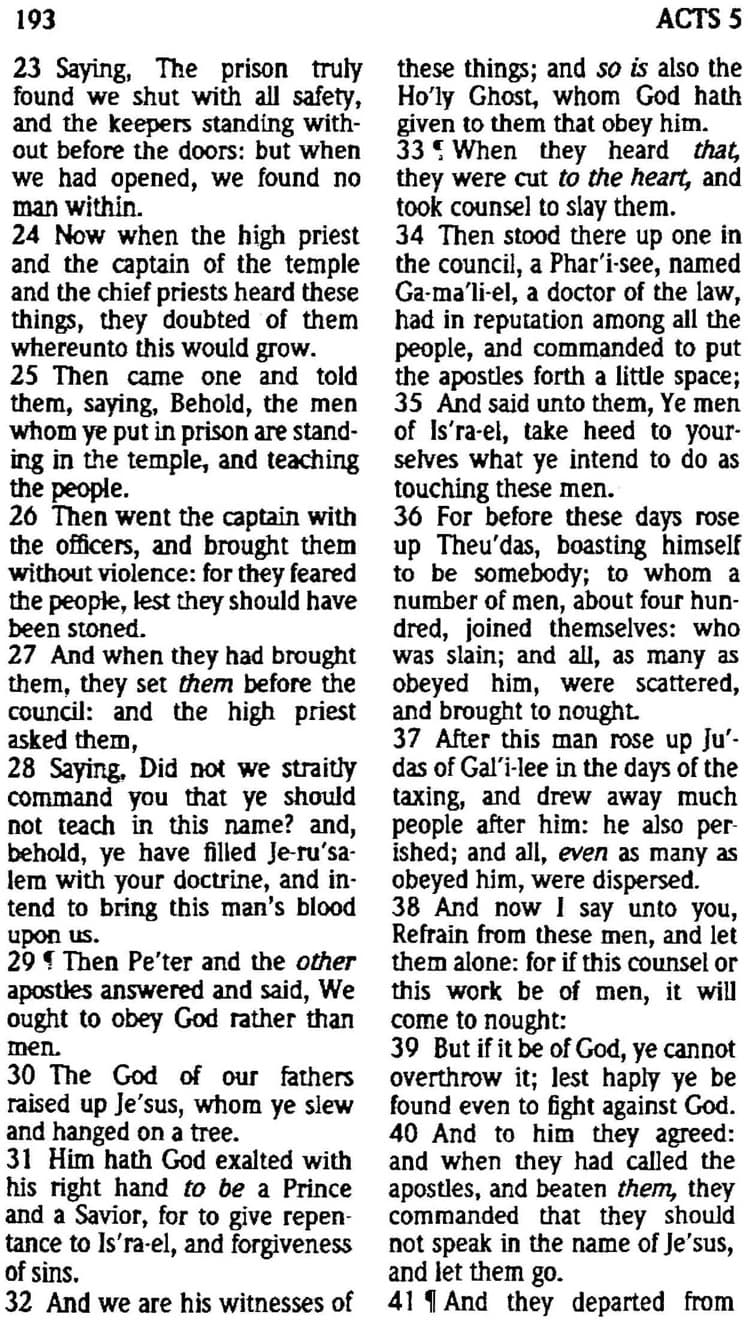 193
ACTS 5
23 Saying, The prison truly
found we shut with all safety,
and the keepers standing with-
out before the doors: but when
we had opened, we found no
man within.
24 Now when the high priest
and the captain of the temple
and the chief priests heard these
things, they doubted of them
whereunto this would grow.
25 Then came one and told
them, saying, Behold, the men
whom ye put in prison are stand-
ing in the temple, and teaching
the people.
26 Then went the captain with
the officers, and brought them
without violence: for they feared
the people, lest they should have
been stoned.
27 And when they had brought
them, they set them before the
council: and the high priest
asked them,
28 Saying, Did not we straitly
command you that ye should
not teach in this name? and,
behold, ye have filled Je-ru'sa-
lem with your doctrine, and in-
tend to bring this man's blood
upon us.
29 ¶ Then Pe'ter and the other
apostles answered and said, We
ought to obey God rather than
men.
30 The God of our fathers
raised up Je'sus, whom ye slew
and hanged on a tree.
31 Him hath God exalted with
his right hand to be a Prince
and a Savior, for to give repen-
tance to Is'ra-el, and forgiveness
of sins.
32 And we are his witnesses of
these things; and so is also the
Ho'ly Ghost, whom God hath
given to them that obey him.
33 ¶ When they heard that,
they were cut to the heart, and
took counsel to slay them.
34 Then stood there up one in
the council, a Phar'i-see, named
Ga-ma'li-el, a doctor of the law,
had in reputation among all the
people, and commanded to put
the apostles forth a little space;
35 And said unto them, Ye men
of Is'ra-el, take heed to your-
selves what ye intend to do as
touching these men.
36 For before these days rose
up Theu'das, boasting himself
to be somebody; to whom a
number of men, about four hun-
dred, joined themselves: who
was slain; and all, as many as
obeyed him, were scattered,
and brought to nought.
37 After this man rose up Ju'-
das of Gal'i-lee in the days of the
taxing, and drew away much
people after him: he also per-
ished; and all, even as many as
obeyed him, were dispersed.
38 And now I say unto you,
Refrain from these men, and let
them alone: for if this counsel or
this work be of men, it will
come to nought:
39 But if it be of God, ye cannot
overthrow it; lest haply ye be
found even to fight against God.
40 And to him they agreed:
and when they had called the
apostles, and beaten them, they
commanded that they should
not speak in the name of Je'sus,
and let them go.
41 ¶ And they departed from